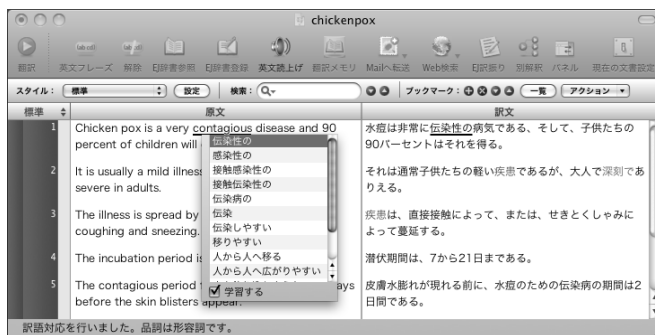 chickenpox
翻訳 英文フレーズ 解除 EJ辞書参照 EJ辞書登録 英文読上げ 翻訳メモリ Mailへ転送 Web検索 EJ訳振り 別解釈 パネル 現在の文書設定
スタイル： 標準 設定 検索： ブックマーク： 一覧 アクション
標準 原文 訳文
1 Chicken pox is a very contagious disease and 90
percent of children will
2 It is usually a mild illness
severe in adults.
3 The illness is spread by
coughing and sneezing.
4 The incubation period is
5 The contagious period
before the skin blisters appear.
伝染性の
感染性の
接触感染性の
接触伝染性の
伝染病の
伝染
伝染しやすい
移りやすい
人から人へ移る
人から人へ広がりやすい
学習する
水痘は非常に伝染性の病気である、そして、子供たちの
90パーセントはそれを得る。
それは通常子供たちの軽い疾患であるが、大人で深刻であ
りえる。
疾患は、直接接触によって、または、せきとくしゃみに
よって蔓延する。
潜伏期間は、7から21日まである。
皮膚水膨れが現れる前に、水痘のための伝染病の期間は2
日間である。
訳語対応を行いました。品詞は形容詞です。